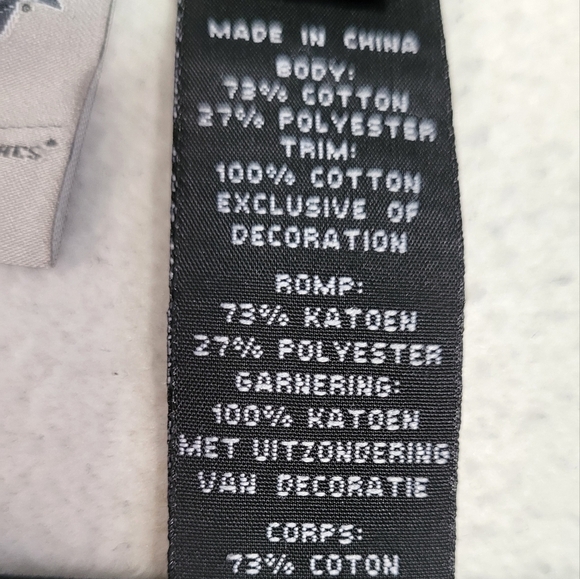 MADE IN CHINA
BODY:
73% COTTON
27% POLYESTER
TRIM:
100% COTTON
EXCLUSIVE OF
DECORATION
ROMP:
73% KATOEN
27% POLYESTER
GARNERING:
100% KATOEN
MET UITZONDERING
VAN DECORATIE
CORPS:
73% COTON